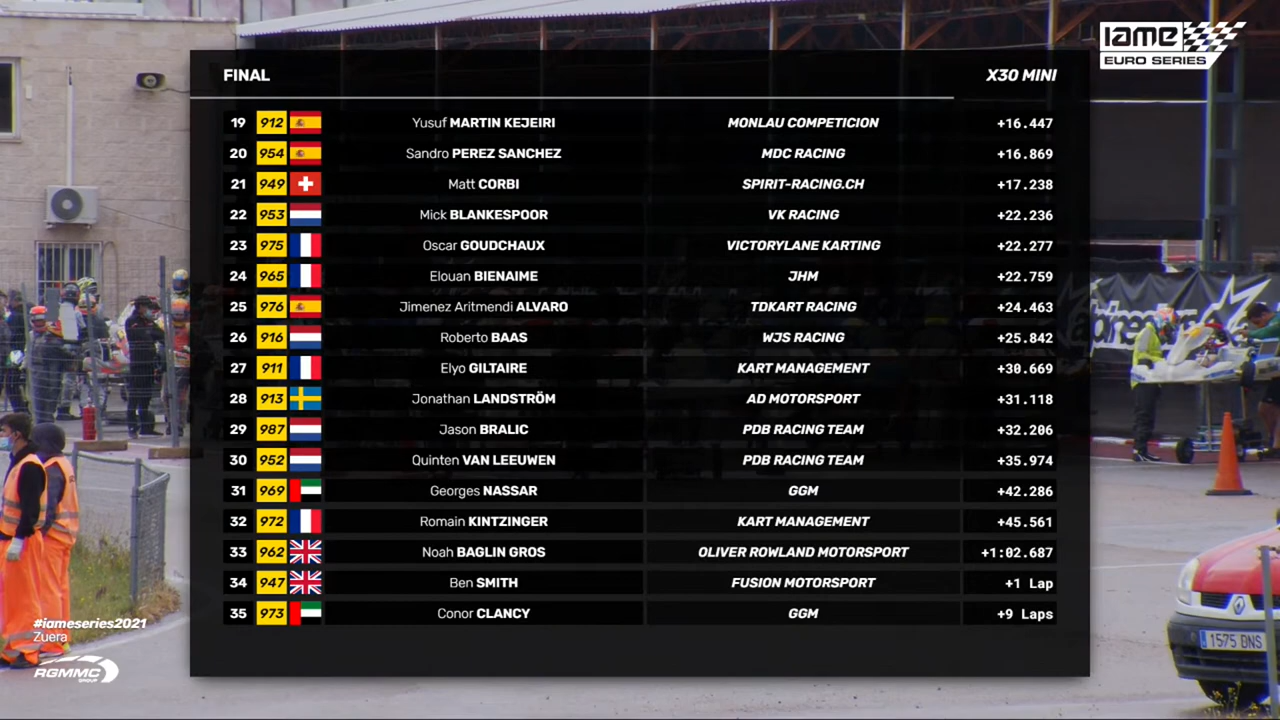 IAME
EURO SERIES
FINAL X30 MINI
19 912 Yusuf MARTIN KEJEIRI MONLAU COMPETICION +16.447
20 954 Sandro PEREZ SANCHEZ MDC RACING +16.869
21 949 Matt CORBI SPIRIT-RACING.CH +17.238
22 953 Mick BLANKESPOOR VK RACING +22.236
23 975 Oscar GOUDCHAUX VICTORYLANE KARTING +22.277
24 965 Elouan BIENAIME JHM +22.759
25 976 Jimenez Aritmendi ALVARO TDKART RACING +24.463
26 916 Roberto BAAS WJS RACING +25.842
27 911 Elyo GILTAIRE KART MANAGEMENT +30.669
28 913 Jonathan LANDSTRÖM AD MOTORSPORT +31.118
29 987 Jason BRALIC PDB RACING TEAM +32.206
30 952 Quinten VAN LEEUWEN PDB RACING TEAM +35.974
31 969 Georges NASSAR GGM +42.286
32 972 Romain KINTZINGER KART MANAGEMENT +45.561
33 962 Noah BAGLIN GROS OLIVER ROWLAND MOTORSPORT +1:02.687
34 947 Ben SMITH FUSION MOTORSPORT +1 Lap
35 973 Conor CLANCY GGM +9 Laps
#iameseries2021
Zuera
RGMMC
GROUP
1575 DNS